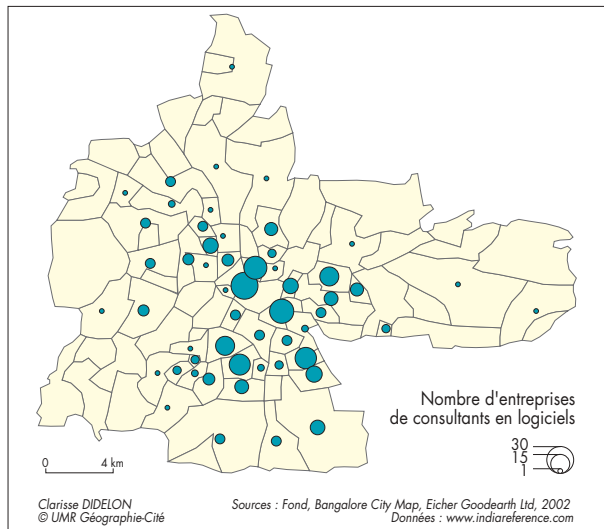 Nombre d'entreprises
de consultants en logiciels
30
15
1
0 4 km
Clarisse DIDELON
© UMR Géographie-Cité
Sources : Fond, Bangalore City Map, Eicher Goodearth Ltd, 2002
Données : www.indiareference.com